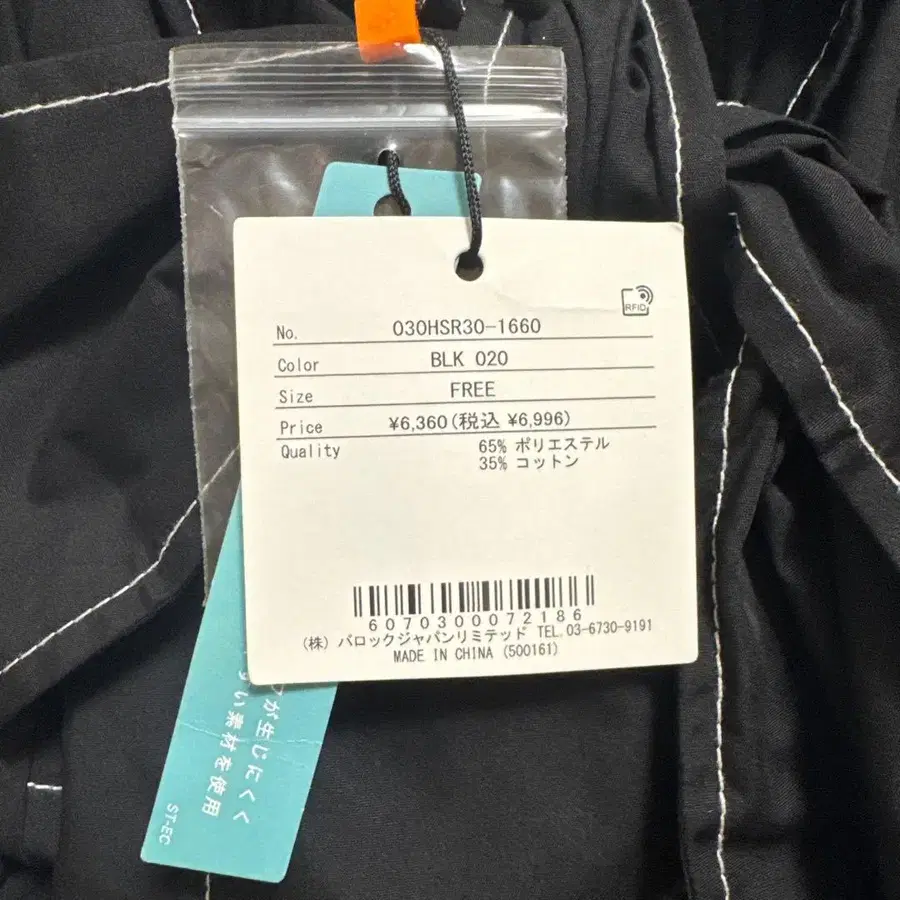 RFID
No. 030HSR30-1660
Color BLK 020
Size FREE
Price ¥6,360(税込 ¥6,996)
Quality 65% ポリエステル
35% コットン
6070300072186
(株) バロックジャパンリミテッド TEL.03-6730-9191
MADE IN CHINA (500161)
が生じにくく
い素材を使用
ST-EC